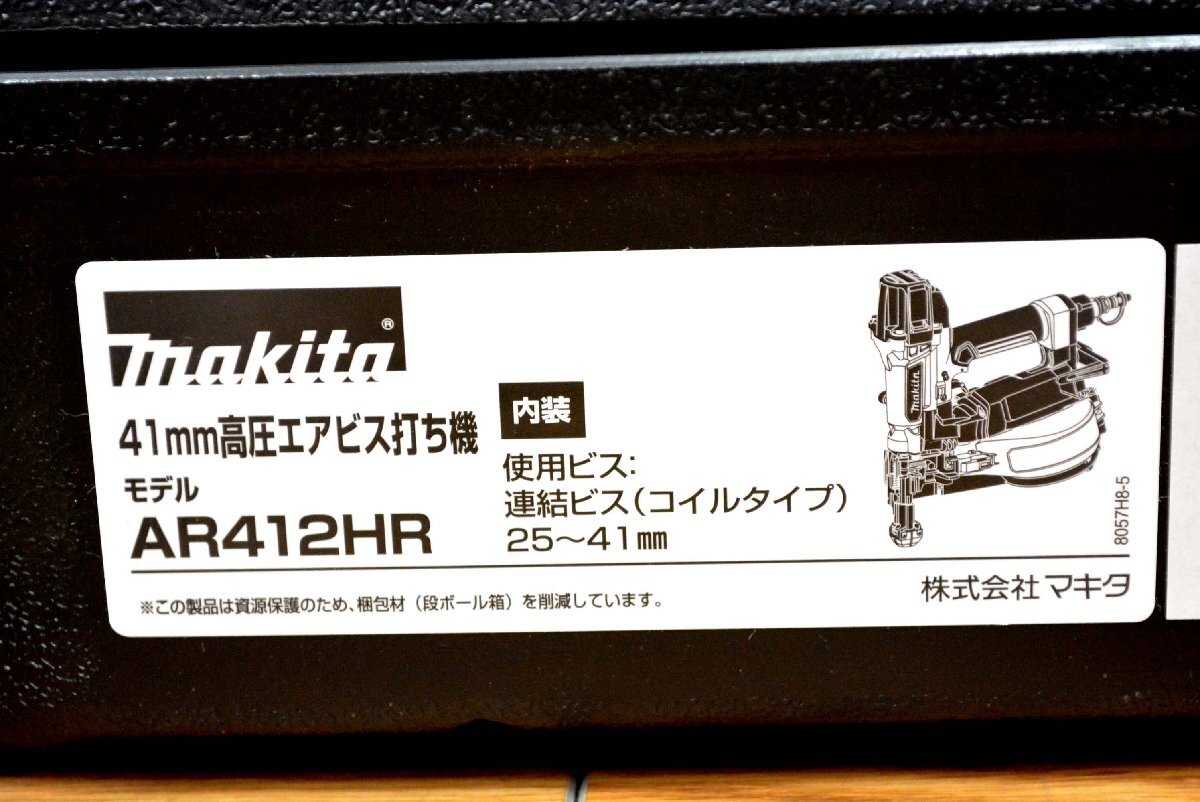 makita®
41mm高圧エアビス打ち機
モデル
AR412HR
内装
使用ビス:
連結ビス(コイルタイプ)
25～41mm
makita
8057H8-5
株式会社 マキタ
※この製品は資源保護のため、梱包材（段ボール箱）を削減しています。